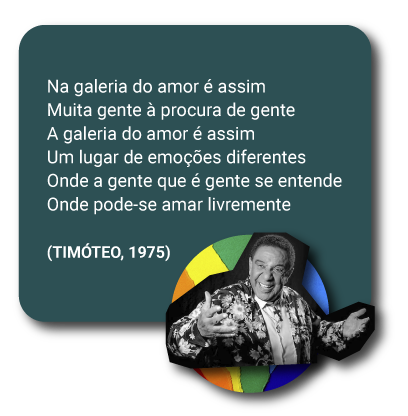 Na galeria do amor é assim
Muita gente à procura de gente
A galeria do amor é assim
Um lugar de emoções diferentes
Onde a gente que é gente se entende
Onde pode-se amar livremente
(TIMÓTEO, 1975)